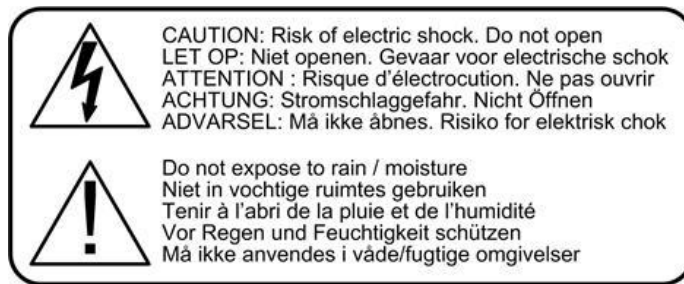 CAUTION: Risk of electric shock. Do not open
LET OP: Niet openen. Gevaar voor electrische schok
ATTENTION : Risque d'électrocution. Ne pas ouvrir
ACHTUNG: Stromschlaggefahr. Nicht Öffnen
ADVARSEL: Må ikke åbnes. Risiko for elektrisk chok
!
Do not expose to rain / moisture
Niet in vochtige ruimtes gebruiken
Tenir à l'abri de la pluie et de l'humidité
Vor Regen und Feuchtigkeit schützen
Må ikke anvendes i våde/fugtige omgivelser